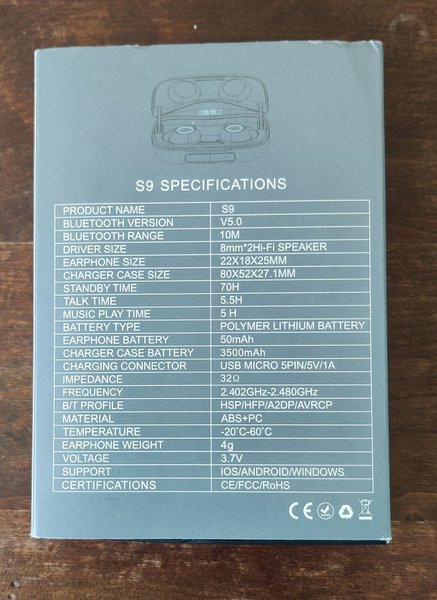 S9 SPECIFICATIONS
PRODUCT NAME S9
BLUETOOTH VERSION V5.0
BLUETOOTH RANGE 10M
DRIVER SIZE 8mm*2Hi-Fi SPEAKER
EARPHONE SIZE 22X18X25MM
CHARGER CASE SIZE 80X52X27.1MM
STANDBY TIME 70H
TALK TIME 5.5H
MUSIC PLAY TIME 5 H
BATTERY TYPE POLYMER LITHIUM BATTERY
EARPHONE BATTERY 50mAh
CHARGER CASE BATTERY 3500mAh
CHARGING CONNECTOR USB MICRO 5PIN/5V/1A
IMPEDANCE 32Ω
FREQUENCY 2.402GHz-2.480GHz
B/T PROFILE HSP/HFP/A2DP/AVRCP
MATERIAL ABS+PC
TEMPERATURE -20°C-60°C
EARPHONE WEIGHT 4g
VOLTAGE 3.7V
SUPPORT IOS/ANDROID/WINDOWS
CERTIFICATIONS CE/FCC/RoHS
CE